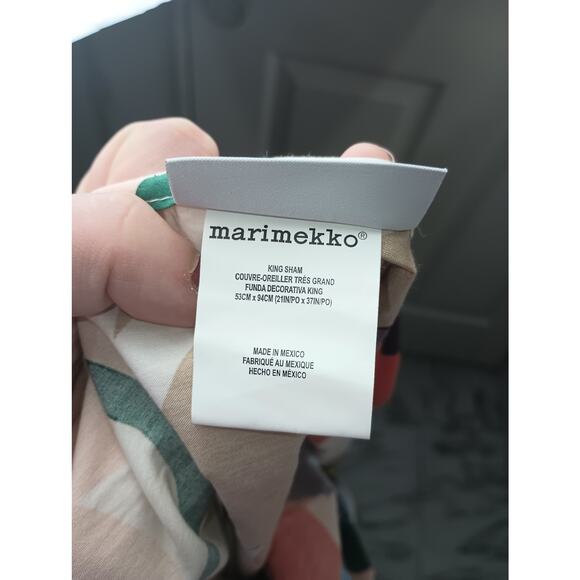 marimekko®
KING SHAM
COUVRE-OREILLER TRÈS GRAND
FUNDA DECORATIVA KING
53CM x 94CM (21IN/PO x 37IN/PO)
MADE IN MEXICO
FABRIQUÉ AU MEXIQUE
HECHO EN MÉXICO